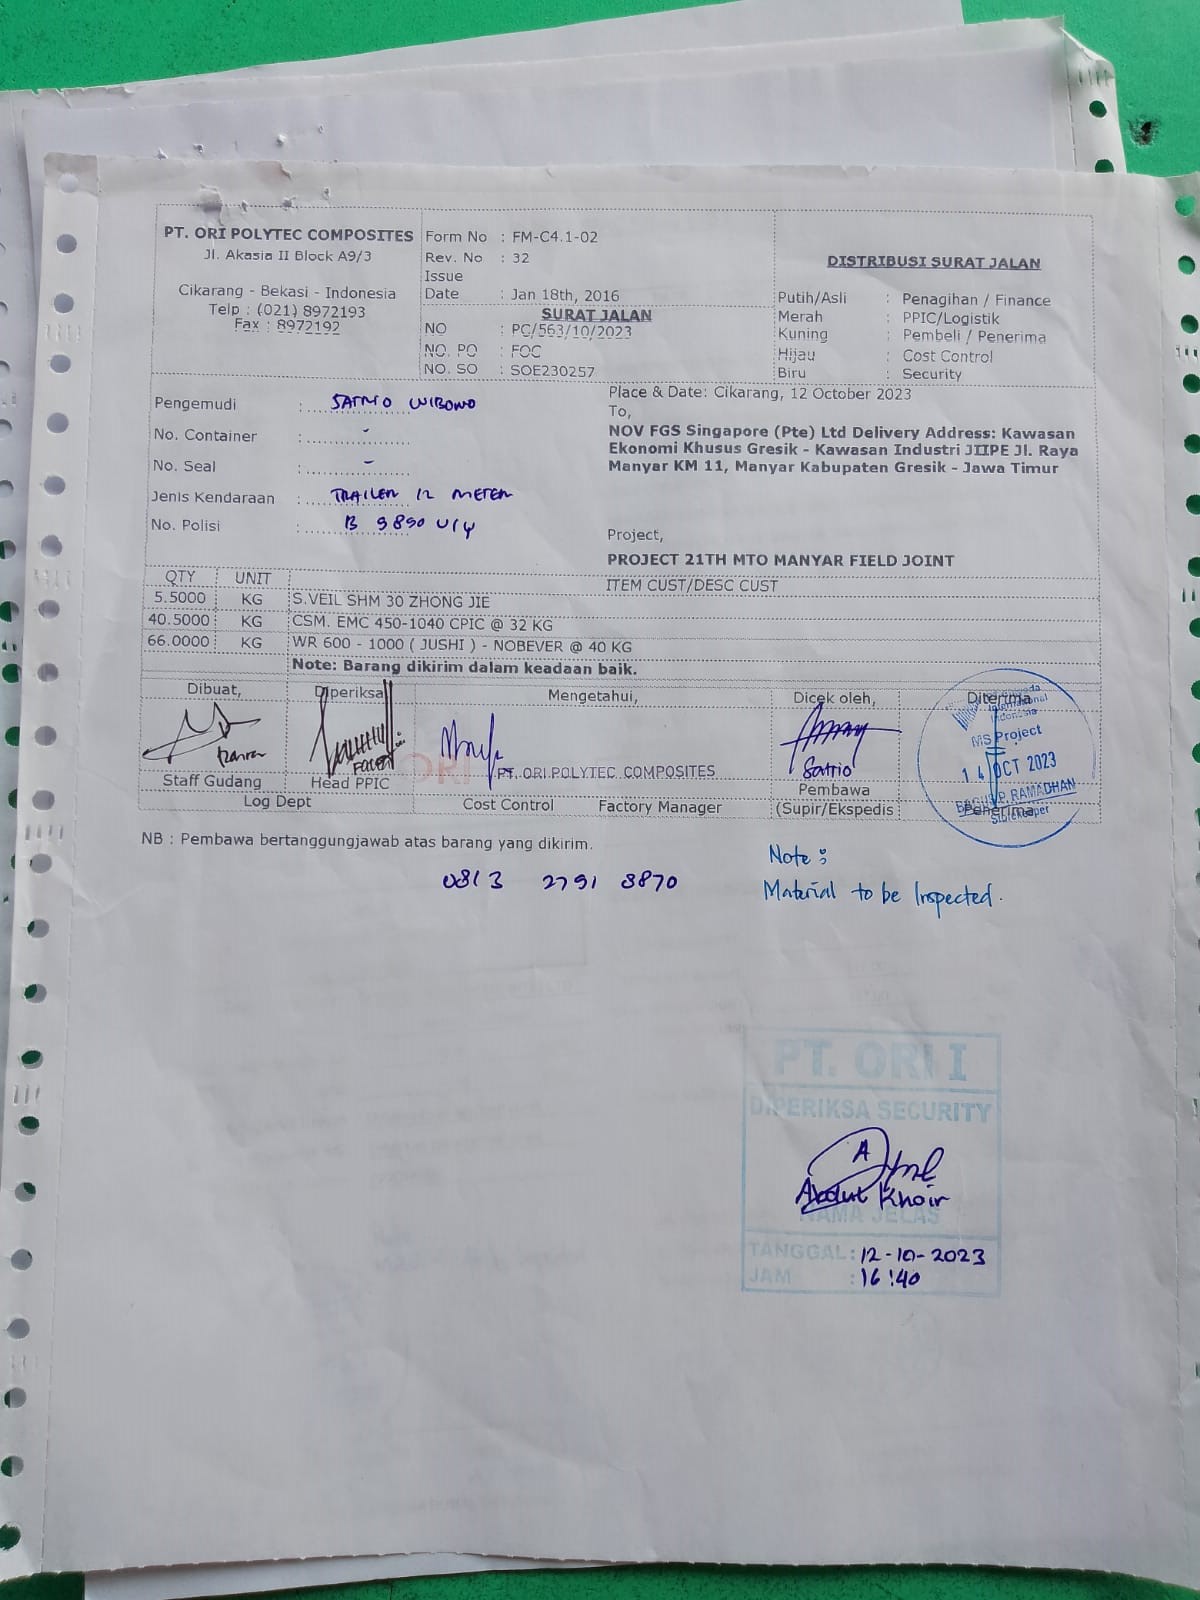 PT. ORI POLYTEC COMPOSITES
Jl. Akasia II Block A9/3
Cikarang - Bekasi - Indonesia
Telp : (021) 8972193
Fax : 8972192
Form No : FM-C4.1-02
Rev. No : 32
Issue
Date : Jan 18th, 2016
SURAT JALAN
NO : PC/563/10/2023
NO. PO : FOC
NO. SO : SOE230257
DISTRIBUSI SURAT JALAN
Putih/Asli : Penagihan / Finance
Merah : PPIC/Logistik
Kuning : Pembeli / Penerima
Hijau : Cost Control
Biru : Security
Pengemudi : SATRIO WIBOWO
No. Container : -
No. Seal : -
Jenis Kendaraan : TRAILER 12 METER
No. Polisi : B 9890 UIY
Place & Date: Cikarang, 12 October 2023
To,
NOV FGS Singapore (Pte) Ltd Delivery Address: Kawasan
Ekonomi Khusus Gresik - Kawasan Industri JIIPE Jl. Raya
Manyar KM 11, Manyar Kabupaten Gresik - Jawa Timur
Project,
PROJECT 21TH MTO MANYAR FIELD JOINT
QTY UNIT ITEM CUST/DESC CUST
5.5000 KG S.VEIL SHM 30 ZHONG JIE
40.5000 KG CSM. EMC 450-1040 CPIC @ 32 KG
66.0000 KG WR 600 - 1000 ( JUSHI ) - NOBEVER @ 40 KG
Note: Barang dikirim dalam keadaan baik.
Dibuat, Diperiksa Mengetahui, Dicek oleh, Diterima
Internasional
Indonesia
MS Project
14 OCT 2023
BAGUS P. RAMADHAN
Storekeeper
Satrio
ORI
PT. ORI POLYTEC COMPOSITES
Staff Gudang Head PPIC Pembawa
Log Dept Cost Control Factory Manager (Supir/Ekspedis Penerima
NB : Pembawa bertanggungjawab atas barang yang dikirim.
0813 2791 8870
Note :
Material to be Inspected.
PT. ORI I
DIPERIKSA SECURITY
Abdul Khoir
NAMA JELAS
TANGGAL : 12-10-2023
JAM : 16:40